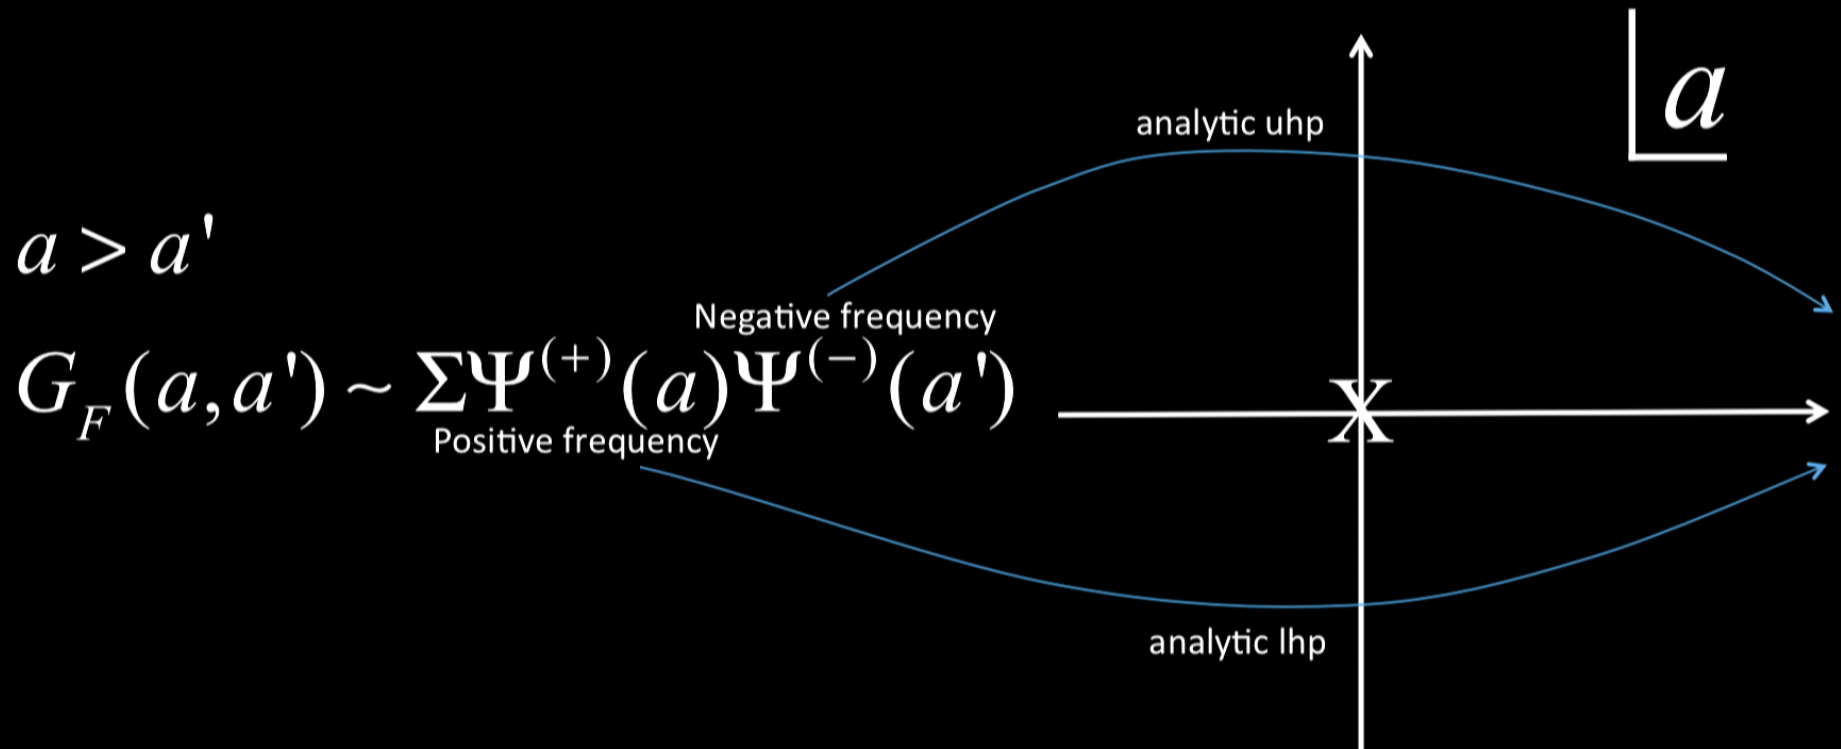 analytic uhp
a
a > a'
Negative frequency
G_F(a,a') ~ ΣΨ^(+)(a)Ψ^(−)(a')
Positive frequency
X
analytic lhp